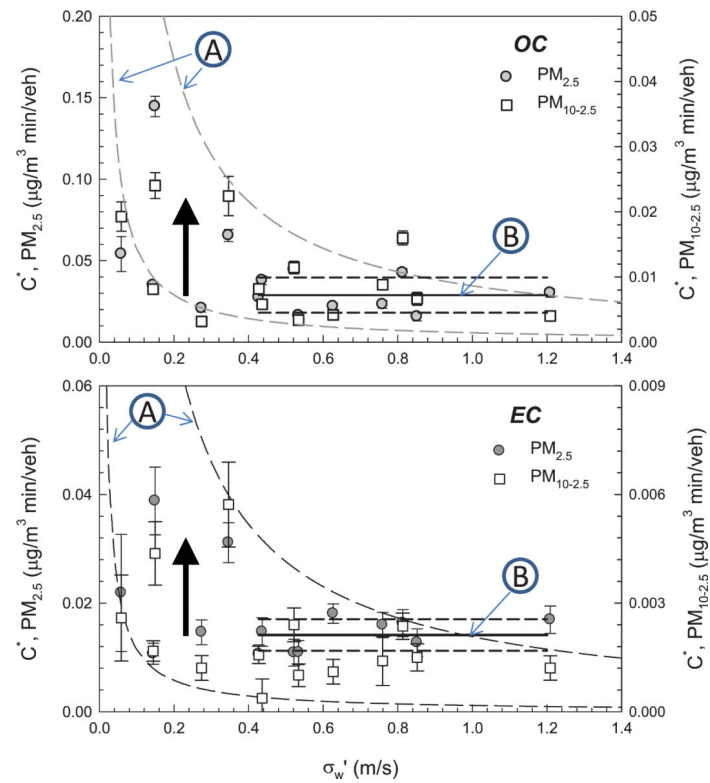 OC
PM2.5
PM10-2.5
A
B
C*, PM2.5 (μg/m3 min/veh)
0.20
0.15
0.10
0.05
0.00
C*, PM10-2.5 (μg/m3 min/veh)
0.05
0.04
0.03
0.02
0.01
0.00
0.0 0.2 0.4 0.6 0.8 1.0 1.2 1.4
EC
PM2.5
PM10-2.5
A
B
C*, PM2.5 (μg/m3 min/veh)
0.06
0.04
0.02
0.00
C*, PM10-2.5 (μg/m3 min/veh)
0.009
0.006
0.003
0.000
0.0 0.2 0.4 0.6 0.8 1.0 1.2 1.4
σw' (m/s)